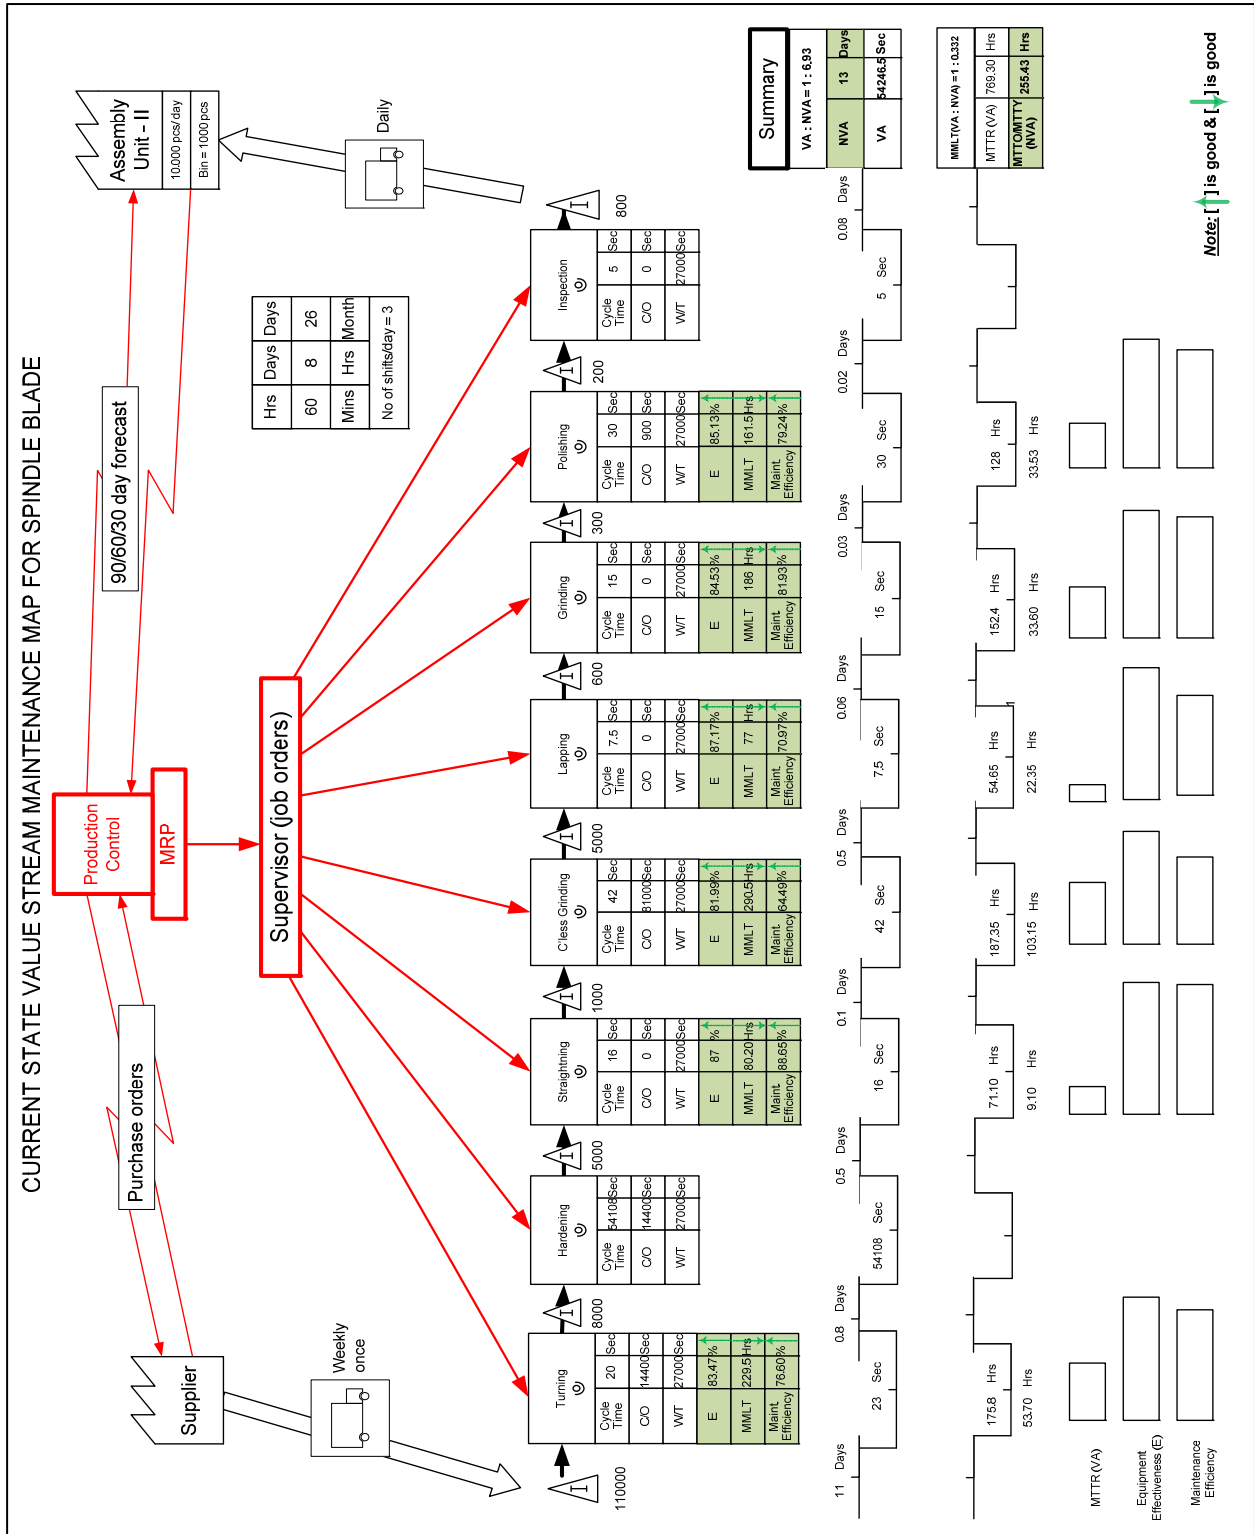 CURRENT STATE VALUE STREAM MAINTENANCE MAP FOR SPINDLE BLADE
Supplier
Purchase orders
Production
Control
MRP
90/60/30 day forecast
Assembly
Unit - II
10.000 pcs/day
Bin = 1000 pcs
Weekly
once
Supervisor (job orders)
Hrs Days Days
60 8 26
Mins Hrs Month
No of shifts/day = 3
Daily
I
110000
Turning
Cycle Time 20 Sec
C/O 14400 Sec
W/T 27000 Sec
E 83.47 %
MMLT 229.5 Hrs
Maint. Efficiency 76.60 %
I
8000
Hardening
Cycle Time 54108 Sec
C/O 14400 Sec
W/T 27000 Sec
I
5000
Straightning
Cycle Time 16 Sec
C/O 0 Sec
W/T 27000 Sec
E 87 %
MMLT 80.20 Hrs
Maint. Efficiency 88.65 %
I
1000
C'less Grinding
Cycle Time 42 Sec
C/O 81000 Sec
W/T 27000 Sec
E 81.99 %
MMLT 290.5 Hrs
Maint. Efficiency 64.49 %
I
5000
Lapping
Cycle Time 7.5 Sec
C/O 0 Sec
W/T 27000 Sec
E 87.17 %
MMLT 77 Hrs
Maint. Efficiency 70.97 %
I
600
Grinding
Cycle Time 15 Sec
C/O 0 Sec
W/T 27000 Sec
E 84.53 %
MMLT 186 Hrs
Maint. Efficiency 81.93 %
I
300
Polishing
Cycle Time 30 Sec
C/O 900 Sec
W/T 27000 Sec
E 85.13 %
MMLT 161.5 Hrs
Maint. Efficiency 79.24 %
I
200
Inspection
Cycle Time 5 Sec
C/O 0 Sec
W/T 27000 Sec
I
800
Summary
VA : NVA = 1 : 6.93
NVA 13 Days
VA 54246.5 Sec
11 Days
23 Sec
0.8 Days
54108 Sec
0.5 Days
16 Sec
0.1 Days
42 Sec
0.5 Days
7.5 Sec
0.06 Days
15 Sec
0.03 Days
30 Sec
0.02 Days
5 Sec
0.08 Days
MMLT(VA : NVA) = 1 : 0.332
MTTR (VA) 769.30 Hrs
MTTO/MTTY (NVA) 255.43 Hrs
175.8 Hrs
53.70 Hrs
71.10 Hrs
9.10 Hrs
187.35 Hrs
103.15 Hrs
54.65 Hrs
22.35 Hrs
152.4 Hrs
33.60 Hrs
128 Hrs
33.53 Hrs
MTTR (VA)
Equipment
Effectiveness (E)
Maintenance
Efficiency
Note: [↑] is good & [↓] is good